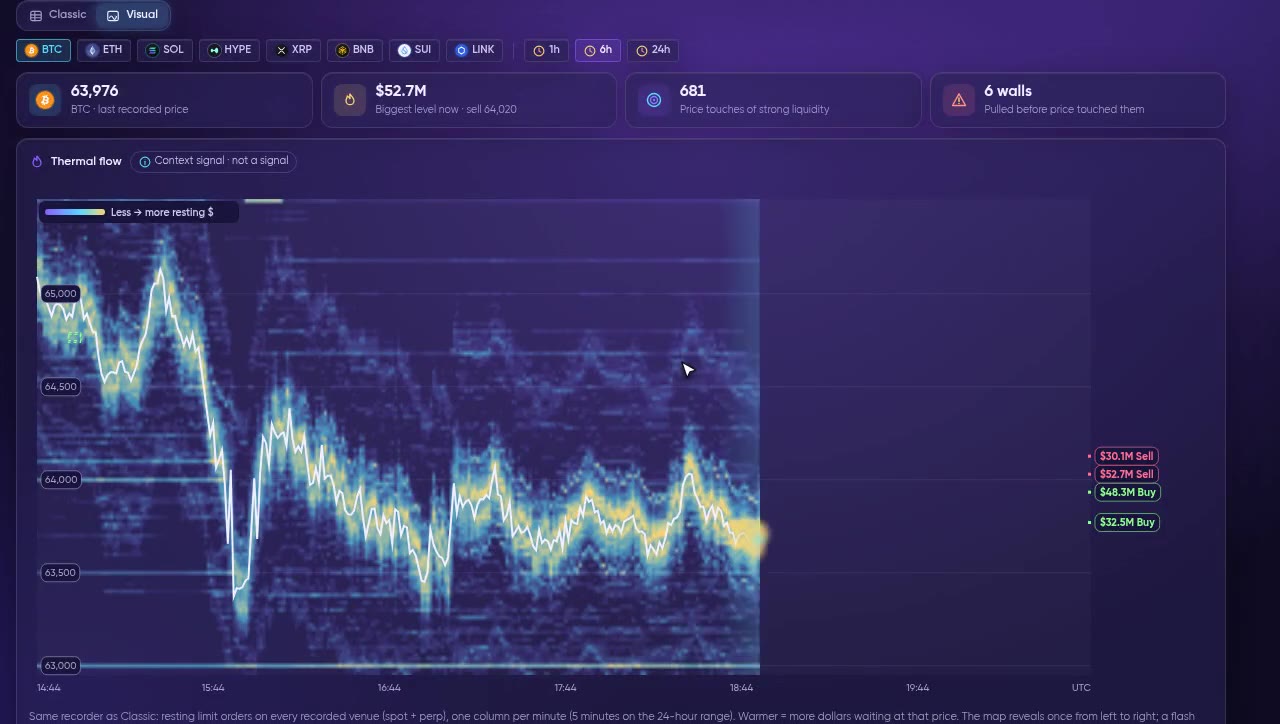 Classic Visual
BTC ETH SOL HYPE XRP BNB SUI LINK 1h 6h 24h
63,976
BTC · last recorded price
$52.7M
Biggest level now · sell 64,020
681
Price touches of strong liquidity
6 walls
Pulled before price touched them
Thermal flow Context signal · not a signal
Less → more resting $
65,000
64,500
$30.1M Sell
$52.7M Sell
64,000
$48.3M Buy
$32.5M Buy
63,500
63,000
14:44 15:44 16:44 17:44 18:44 19:44 UTC
Same recorder as Classic: resting limit orders on every recorded venue (spot + perp), one column per minute (5 minutes on the 24-hour range). Warmer = more dollars waiting at that price. The map reveals once from left to right; a flash